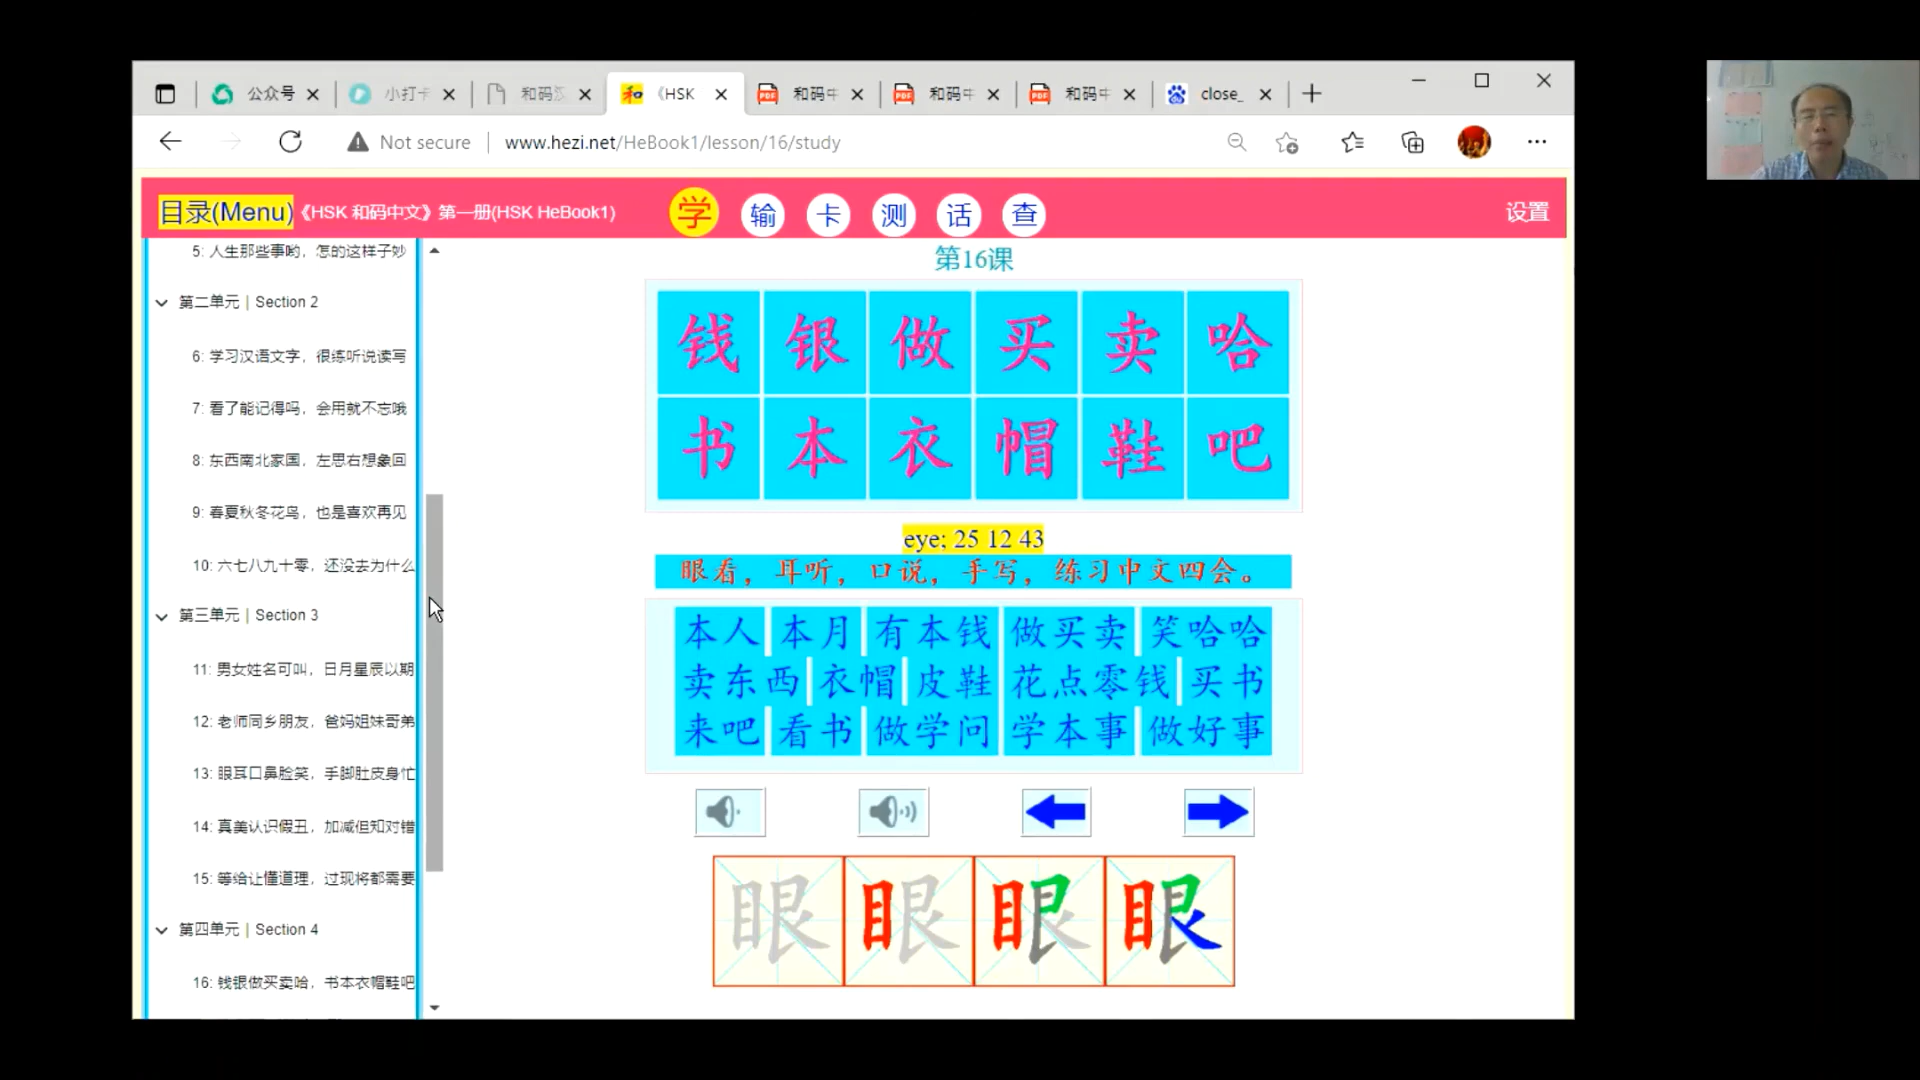 公众号
小打卡
和码汉
《HSK
和码中
和码中
和码中
close_
Not secure
www.hezi.net/HeBook1/lesson/16/study
目录(Menu)
《HSK 和码中文》第一册(HSK HeBook1)
学 输 卡 测 话 查
设置
5: 人生那些事哟，怎的这样子妙
第二单元 | Section 2
6: 学习汉语文字，很练听说读写
7: 看了能记得吗，会用就不忘哦
8: 东西南北家国，左思右想象回
9: 春夏秋冬花鸟，也是喜欢再见
10: 六七八九十零，还没去为什么
第三单元 | Section 3
11: 男女姓名可叫，日月星辰以期
12: 老师同乡朋友，爸妈姐妹哥弟
13: 眼耳口鼻脸笑，手脚肚皮身忙
14: 真美认识假丑，加减但知对错
15: 等给让懂道理，过现将都需要
第四单元 | Section 4
16: 钱银做买卖哈，书本衣帽鞋吧
第16课
钱 银 做 买 卖 哈
书 本 衣 帽 鞋 吧
eye; 25 12 43
眼看，耳听，口说，手写，练习中文四会。
本人 本月 有本钱 做买卖 笑哈哈
卖东西 衣帽 皮鞋 花点零钱 买书
来吧 看书 做学问 学本事 做好事
眼 眼 眼 眼